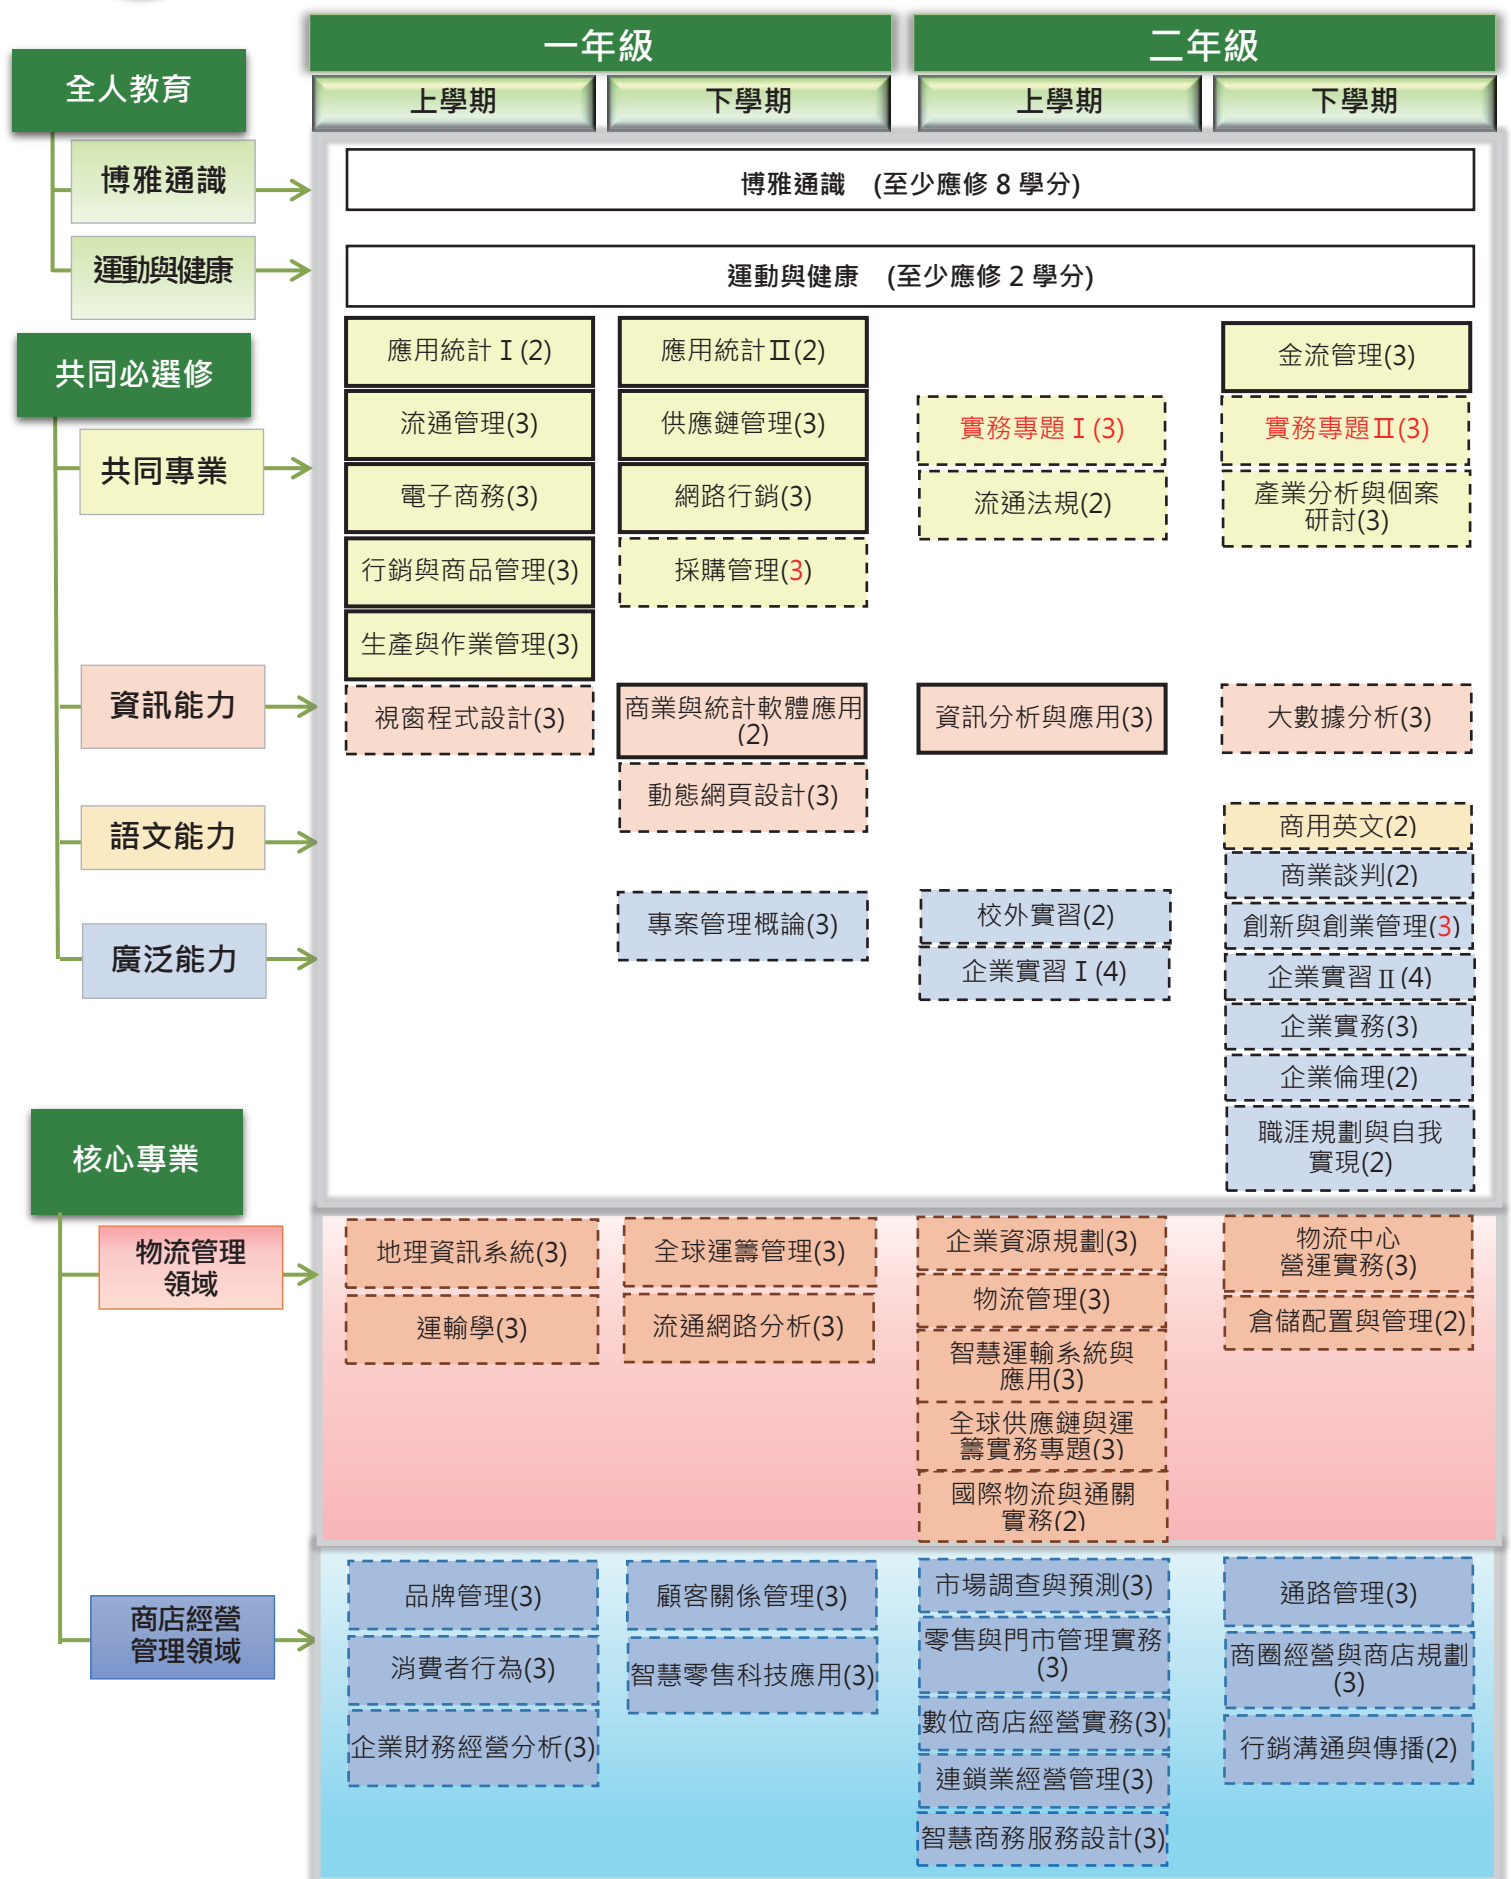 一年級
二年級
上學期
下學期
上學期
下學期
全人教育
博雅通識
運動與健康
博雅通識 (至少應修 8 學分)
運動與健康 (至少應修 2 學分)
共同必選修
共同專業
應用統計 I (2)
應用統計 II (2)
金流管理(3)
流通管理(3)
供應鏈管理(3)
實務專題 I (3)
實務專題 II (3)
電子商務(3)
網路行銷(3)
流通法規(2)
產業分析與個案
研討(3)
行銷與商品管理(3)
採購管理(3)
生產與作業管理(3)
資訊能力
視窗程式設計(3)
商業與統計軟體應用
(2)
資訊分析與應用(3)
大數據分析(3)
動態網頁設計(3)
語文能力
商用英文(2)
廣泛能力
專案管理概論(3)
校外實習(2)
企業實習 I (4)
商業談判(2)
創新與創業管理(3)
企業實習 II (4)
企業實務(3)
企業倫理(2)
職涯規劃與自我
實現(2)
核心專業
物流管理
領域
地理資訊系統(3)
運輸學(3)
全球運籌管理(3)
流通網路分析(3)
企業資源規劃(3)
物流管理(3)
智慧運輸系統與
應用(3)
全球供應鏈與運
籌實務專題(3)
國際物流與通關
實務(2)
物流中心
營運實務(3)
倉儲配置與管理(2)
商店經營
管理領域
品牌管理(3)
消費者行為(3)
企業財務經營分析(3)
顧客關係管理(3)
智慧零售科技應用(3)
市場調查與預測(3)
零售與門市管理實務
(3)
數位商店經營實務(3)
連鎖業經營管理(3)
智慧商務服務設計(3)
通路管理(3)
商圈經營與商店規劃
(3)
行銷溝通與傳播(2)